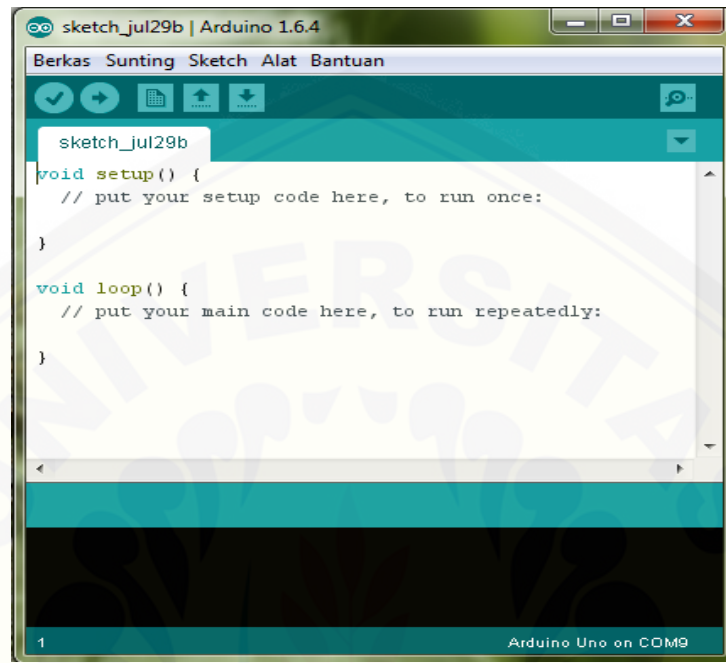 sketch_jul29b | Arduino 1.6.4
Berkas Sunting Sketch Alat Bantuan
sketch_jul29b
void setup() {
  // put your setup code here, to run once:

}

void loop() {
  // put your main code here, to run repeatedly:

}
UNIVERSITAS
1
Arduino Uno on COM9